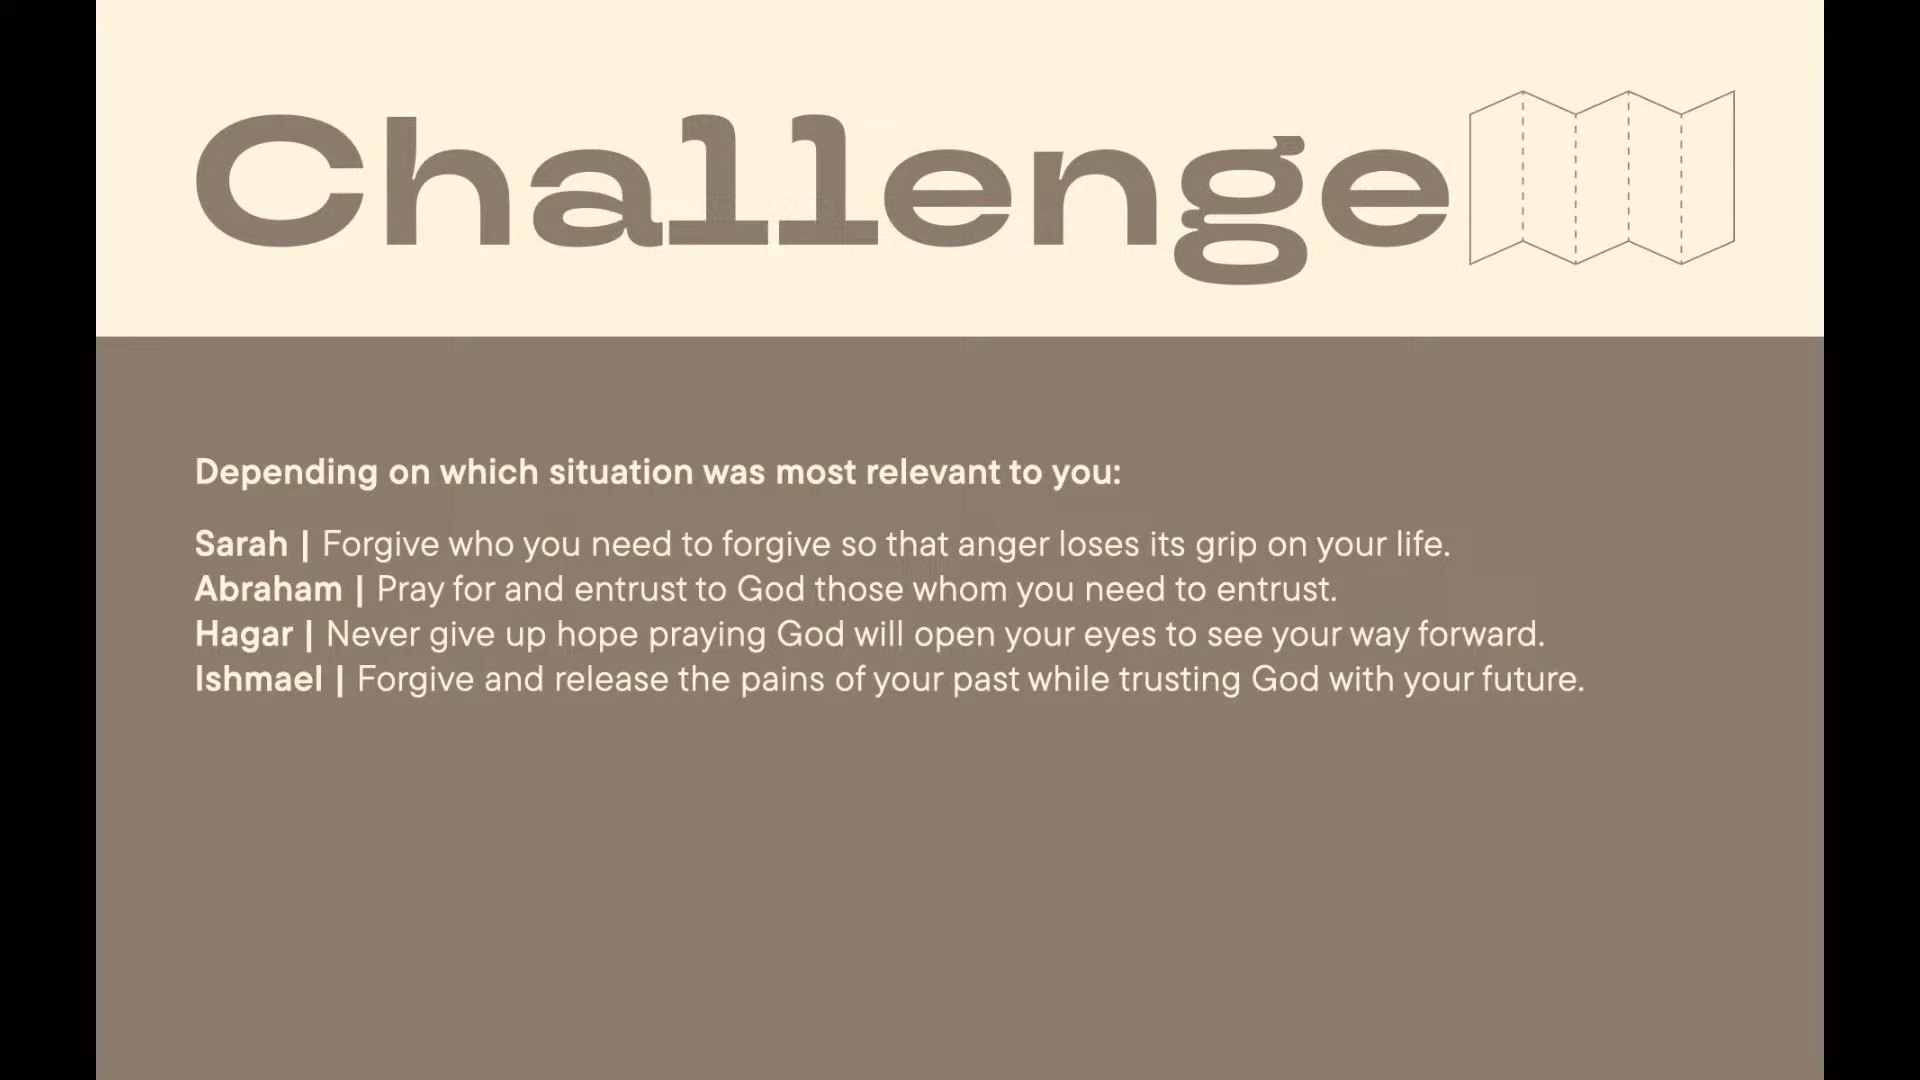 Challenge
Depending on which situation was most relevant to you:
Sarah | Forgive who you need to forgive so that anger loses its grip on your life.
Abraham | Pray for and entrust to God those whom you need to entrust.
Hagar | Never give up hope praying God will open your eyes to see your way forward.
Ishmael | Forgive and release the pains of your past while trusting God with your future.